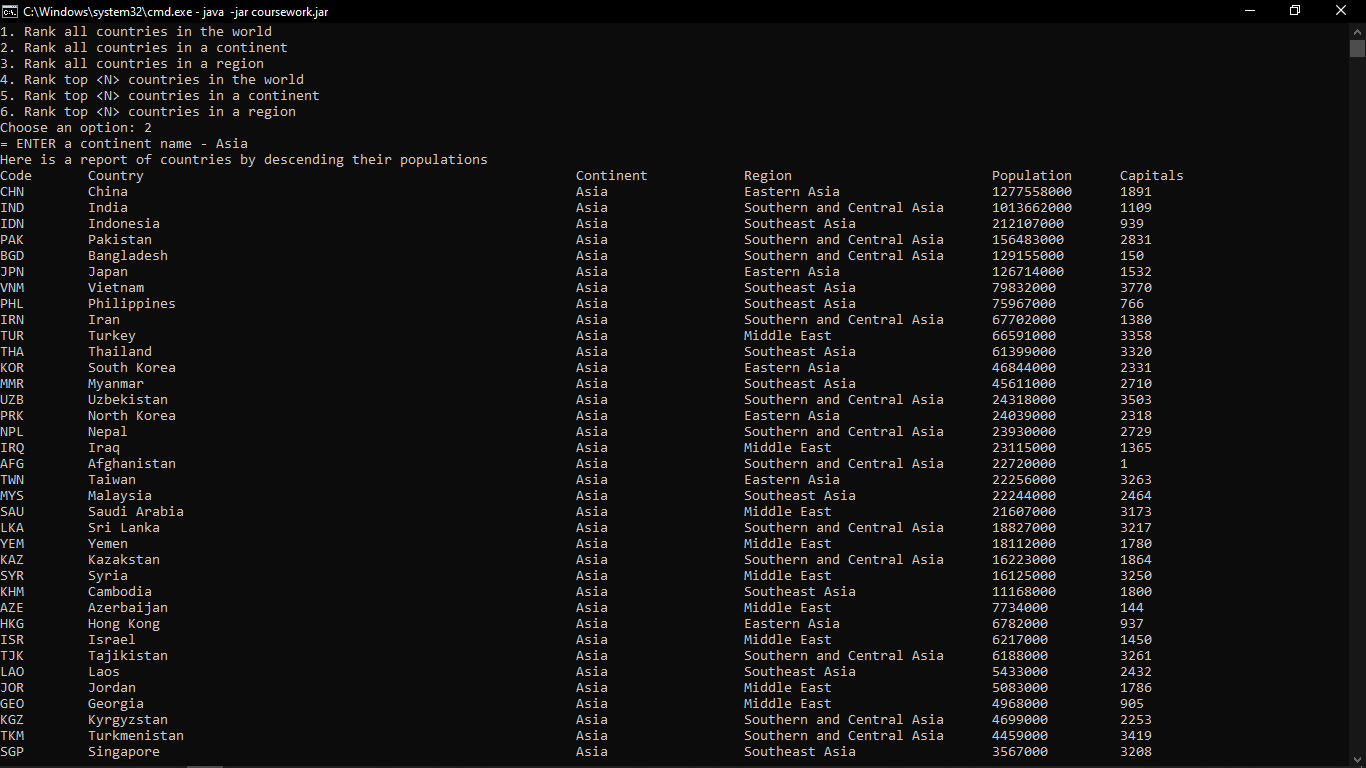 C:\Windows\system32\cmd.exe - java -jar coursework.jar
1. Rank all countries in the world
2. Rank all countries in a continent
3. Rank all countries in a region
4. Rank top <N> countries in the world
5. Rank top <N> countries in a continent
6. Rank top <N> countries in a region
Choose an option: 2
= ENTER a continent name - Asia
Here is a report of countries by descending their populations
Code Country Continent Region Population Capitals
CHN China Asia Eastern Asia 1277558000 1891
IND India Asia Southern and Central Asia 1013662000 1109
IDN Indonesia Asia Southeast Asia 212107000 939
PAK Pakistan Asia Southern and Central Asia 156483000 2831
BGD Bangladesh Asia Southern and Central Asia 129155000 150
JPN Japan Asia Eastern Asia 126714000 1532
VNM Vietnam Asia Southeast Asia 79832000 3770
PHL Philippines Asia Southeast Asia 75967000 766
IRN Iran Asia Southern and Central Asia 67702000 1380
TUR Turkey Asia Middle East 66591000 3358
THA Thailand Asia Southeast Asia 61399000 3320
KOR South Korea Asia Eastern Asia 46844000 2331
MMR Myanmar Asia Southeast Asia 45611000 2710
UZB Uzbekistan Asia Southern and Central Asia 24318000 3503
PRK North Korea Asia Eastern Asia 24039000 2318
NPL Nepal Asia Southern and Central Asia 23930000 2729
IRQ Iraq Asia Middle East 23115000 1365
AFG Afghanistan Asia Southern and Central Asia 22720000 1
TWN Taiwan Asia Eastern Asia 22256000 3263
MYS Malaysia Asia Southeast Asia 22244000 2464
SAU Saudi Arabia Asia Middle East 21607000 3173
LKA Sri Lanka Asia Southern and Central Asia 18827000 3217
YEM Yemen Asia Middle East 18112000 1780
KAZ Kazakstan Asia Southern and Central Asia 16223000 1864
SYR Syria Asia Middle East 16125000 3250
KHM Cambodia Asia Southeast Asia 11168000 1800
AZE Azerbaijan Asia Middle East 7734000 144
HKG Hong Kong Asia Eastern Asia 6782000 937
ISR Israel Asia Middle East 6217000 1450
TJK Tajikistan Asia Southern and Central Asia 6188000 3261
LAO Laos Asia Southeast Asia 5433000 2432
JOR Jordan Asia Middle East 5083000 1786
GEO Georgia Asia Middle East 4968000 905
KGZ Kyrgyzstan Asia Southern and Central Asia 4699000 2253
TKM Turkmenistan Asia Southern and Central Asia 4459000 3419
SGP Singapore Asia Southeast Asia 3567000 3208